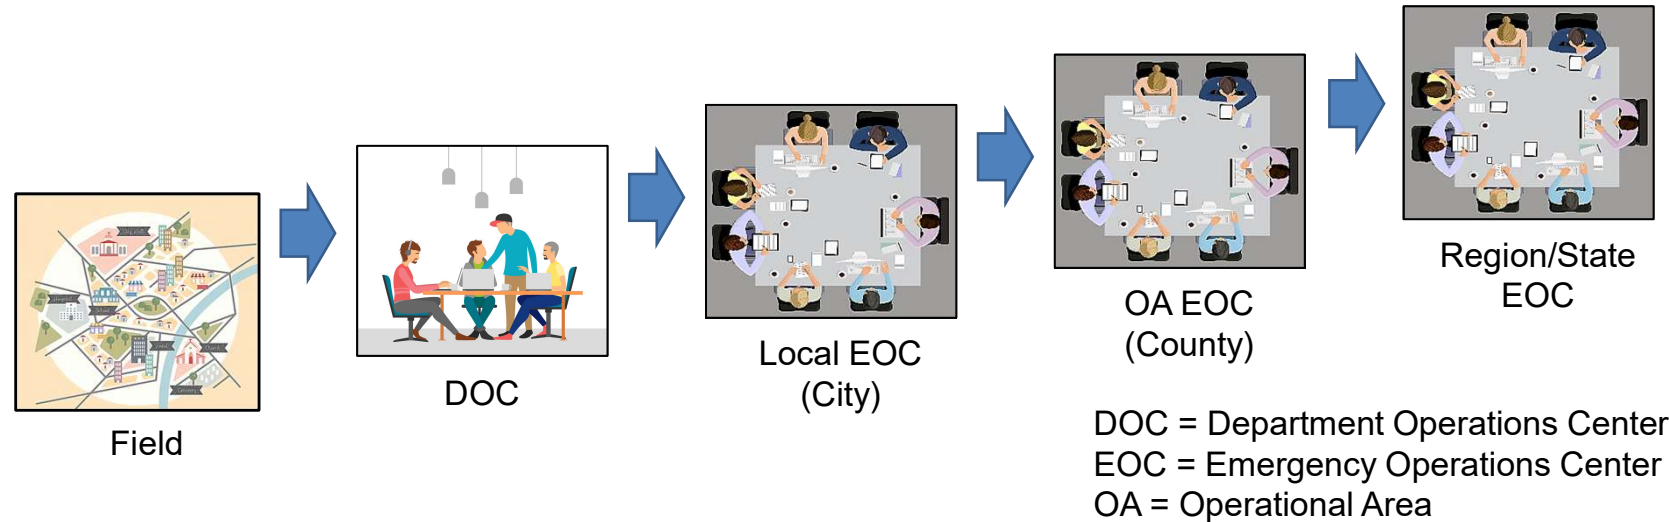 Field
DOC
Local EOC
(City)
OA EOC
(County)
Region/State
EOC
DOC = Department Operations Center
EOC = Emergency Operations Center
OA = Operational Area